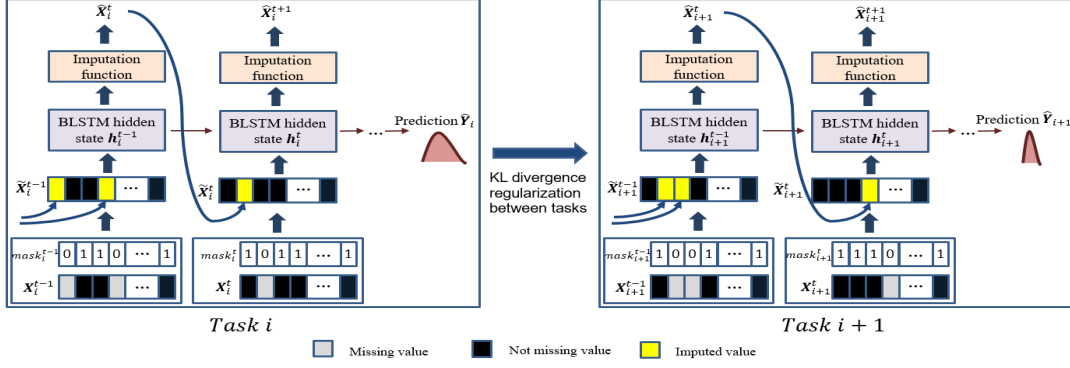 X̂ᵢᵗ
X̂ᵢᵗ⁺¹
Imputation function
Imputation function
BLSTM hidden state hᵢᵗ⁻¹
BLSTM hidden state hᵢᵗ
...
Prediction Ŷᵢ
X̃ᵢᵗ⁻¹
...
X̃ᵢᵗ
...
maskᵢᵗ⁻¹ 0 1 1 0 ... 1
maskᵢᵗ 1 0 1 1 ... 1
Xᵢᵗ⁻¹ ...
Xᵢᵗ ...
Task i
KL divergence
regularization
between tasks
X̂ᵢ₊₁ᵗ
X̂ᵢ₊₁ᵗ⁺¹
Imputation function
Imputation function
BLSTM hidden state hᵢ₊₁ᵗ⁻¹
BLSTM hidden state hᵢ₊₁ᵗ
...
Prediction Ŷᵢ₊₁
X̃ᵢ₊₁ᵗ⁻¹
...
X̃ᵢ₊₁ᵗ
...
maskᵢ₊₁ᵗ⁻¹ 1 0 0 1 ... 1
maskᵢ₊₁ᵗ 1 1 1 0 ... 1
Xᵢ₊₁ᵗ⁻¹ ...
Xᵢ₊₁ᵗ ...
Task i + 1
Missing value
Not missing value
Imputed value